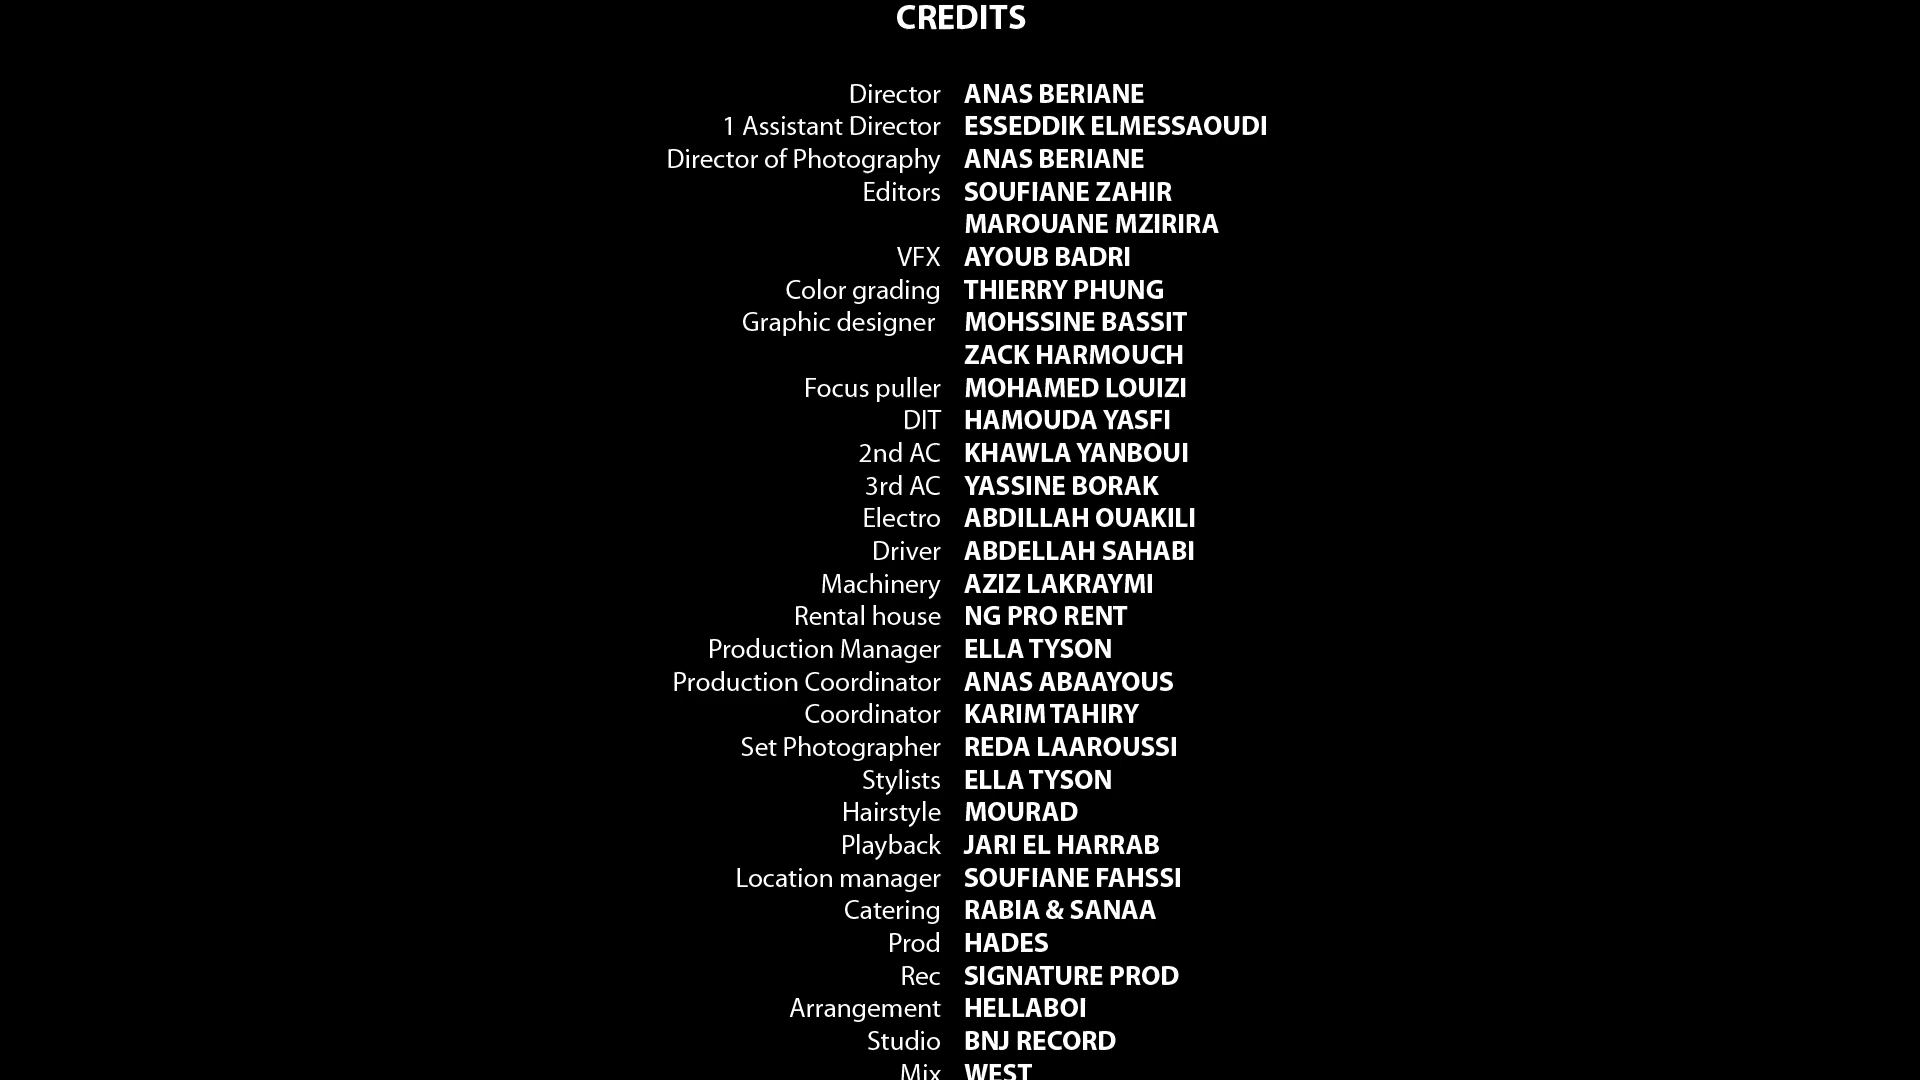 CREDITS
Director ANAS BERIANE
1 Assistant Director ESSEDDIK ELMESSAOUDI
Director of Photography ANAS BERIANE
Editors SOUFIANE ZAHIR
MAROUANE MZIRIRA
VFX AYOUB BADRI
Color grading THIERRY PHUNG
Graphic designer MOHSSINE BASSIT
ZACK HARMOUCH
Focus puller MOHAMED LOUIZI
DIT HAMOUDA YASFI
2nd AC KHAWLA YANBOUI
3rd AC YASSINE BORAK
Electro ABDILLAH OUAKILI
Driver ABDELLAH SAHABI
Machinery AZIZ LAKRAYMI
Rental house NG PRO RENT
Production Manager ELLA TYSON
Production Coordinator ANAS ABAAYOUS
Coordinator KARIM TAHIRY
Set Photographer REDA LAAROUSSI
Stylists ELLA TYSON
Hairstyle MOURAD
Playback JARI EL HARRAB
Location manager SOUFIANE FAHSSI
Catering RABIA & SANAA
Prod HADES
Rec SIGNATURE PROD
Arrangement HELLABOI
Studio BNJ RECORD
Mix WEST